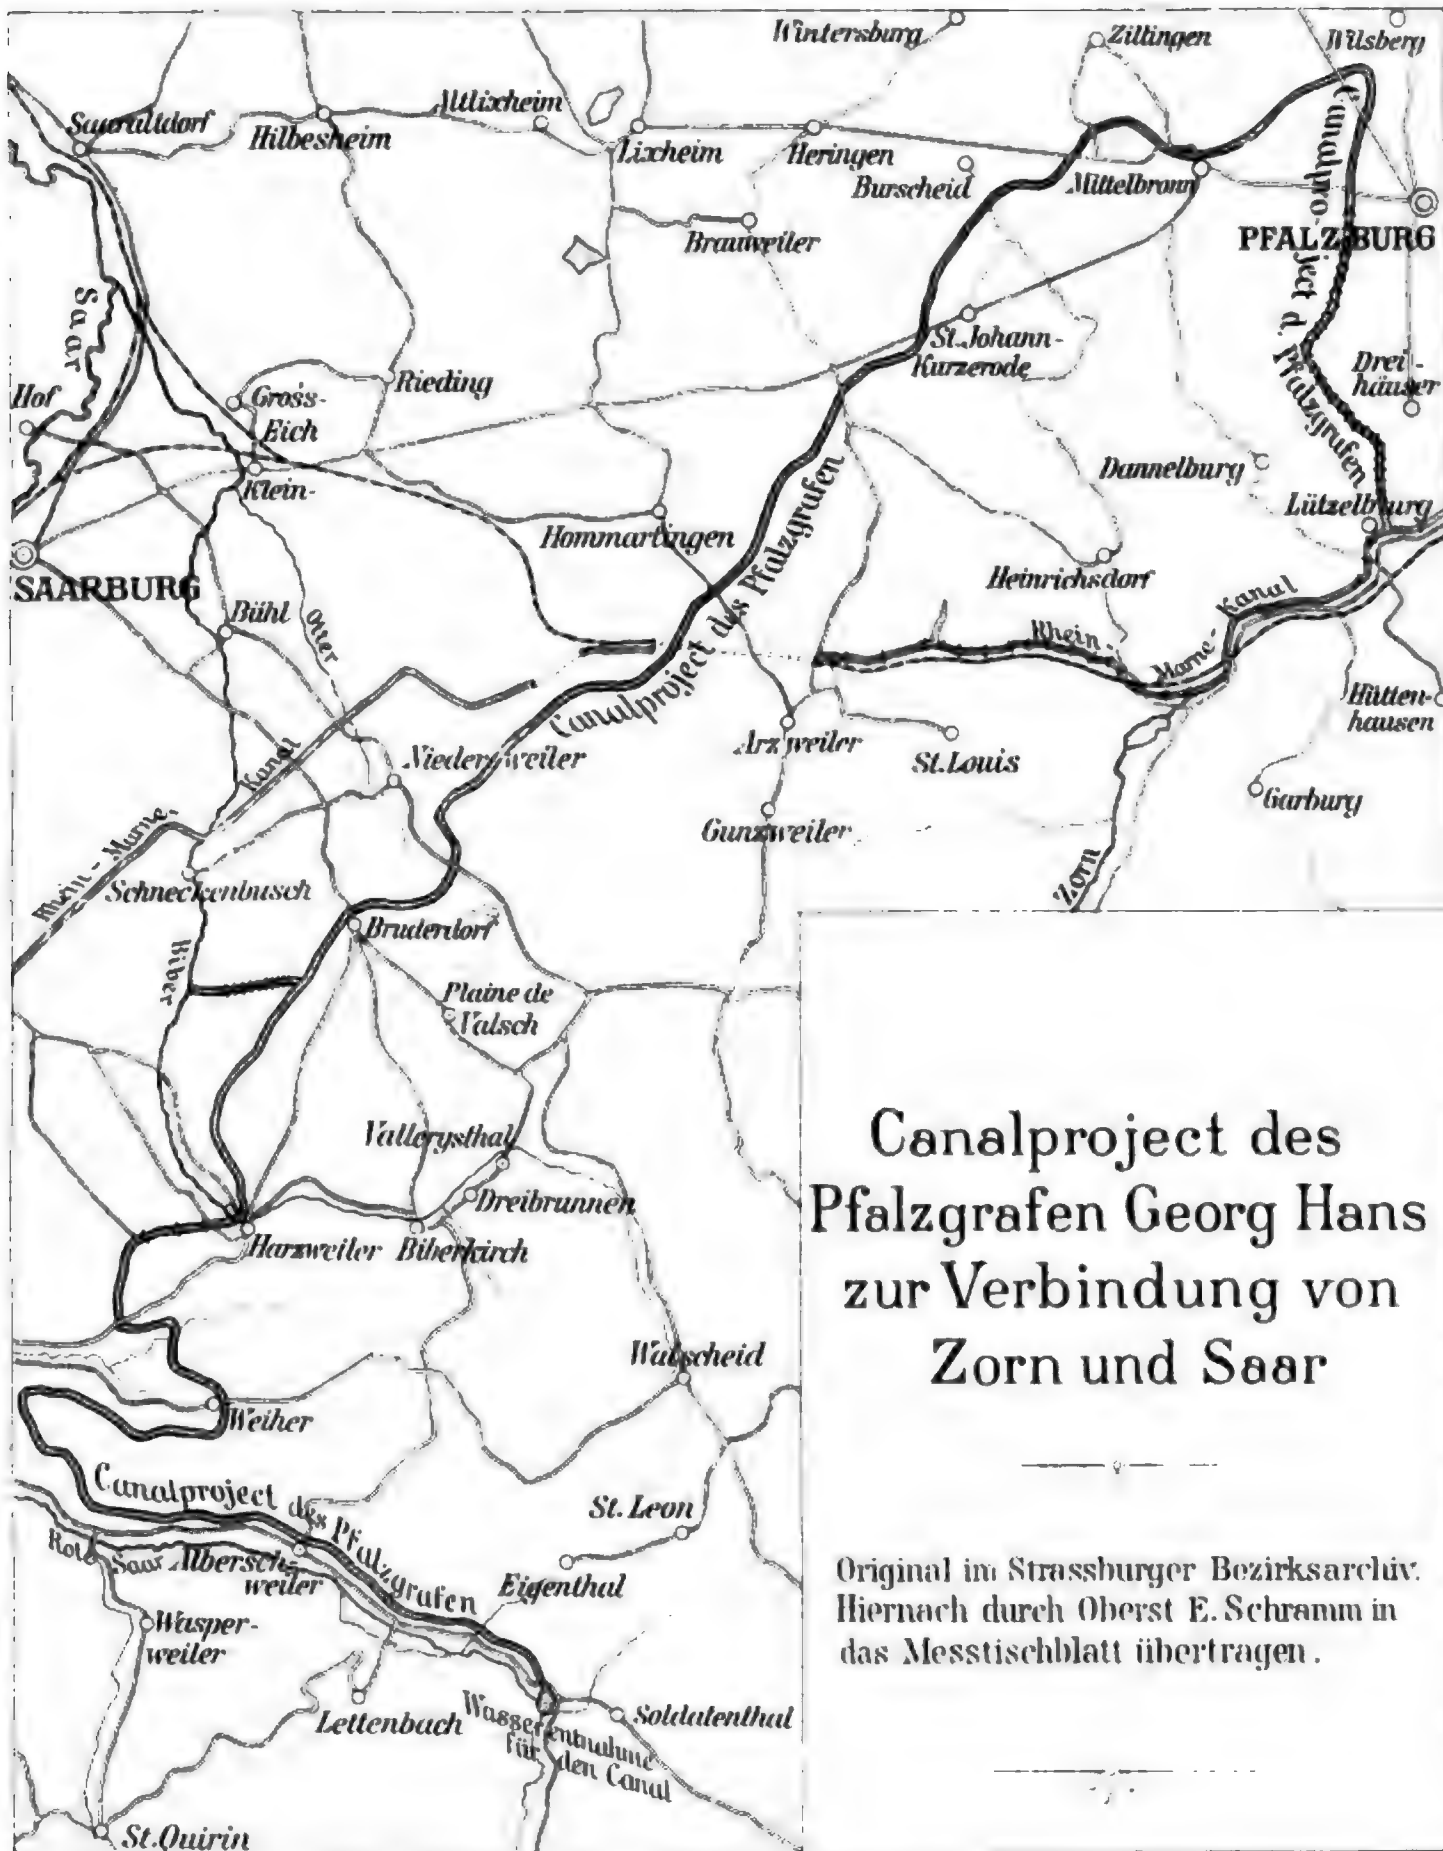 Wintersburg
Zillingen
Wilsberg
Saaraltdorf
Hilbesheim
Altlixheim
Lixheim
Heringen
Burscheid
Mittelbronn
Brauweiler
PFALZBURG
Canalproject d. Pfalzgrafen
Saar
Hof
Gross-
Eich
Klein-
Rieding
St. Johann-
Kurzerode
Drei-
häuser
Dannelburg
Lützelburg
Hommartingen
Heinrichsdorf
SAARBURG
Bühl
Otter
Canalproject des Pfalzgrafen
Rhein-
Marne-
Kanal
Hütten-
hausen
Arzweiler
St. Louis
Garburg
Niederweiler
Gunzweiler
Rhein-Marne-
Kanal
Schneckenbusch
Zorn
Bruderdorf
Biber
Plaine de
Valsch
Vallerysthal
Dreibrunnen
Harzweiler
Biberkirch
Walscheid
Weiher
Canalproject des Pfalzgrafen
St. Leon
Rote Saar
Albersch-
weiler
Eigenthal
Wasper-
weiler
Lettenbach
Soldatenthal
Wasserentnahme
für den Canal
St. Quirin
Canalproject des
Pfalzgrafen Georg Hans
zur Verbindung von
Zorn und Saar
Original im Strassburger Bezirksarchiv.
Hiernach durch Oberst E. Schramm in
das Messtischblatt übertragen.